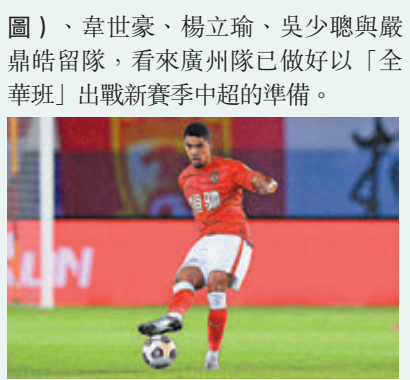 圖）、韋世豪、楊立瑜、吳少聰與嚴
鼎皓留隊，看來廣州隊已做好以「全
華班」出戰新賽季中超的準備。